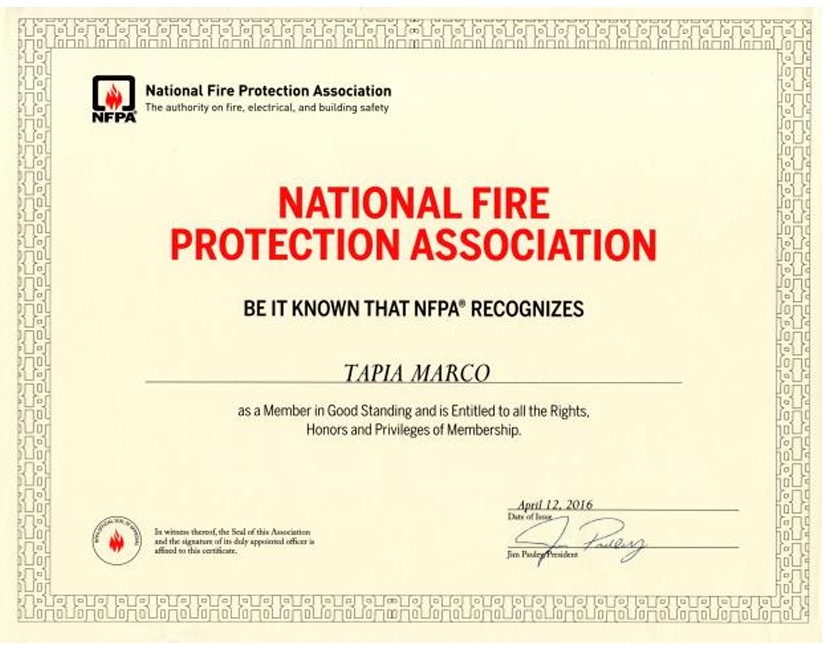 NFPA®
National Fire Protection Association
The authority on fire, electrical, and building safety
NATIONAL FIRE
PROTECTION ASSOCIATION
BE IT KNOWN THAT NFPA® RECOGNIZES
TAPIA MARCO
as a Member in Good Standing and is Entitled to all the Rights,
Honors and Privileges of Membership.
April 12, 2016
Date of Issue
Jim Pauley
Jim Pauley, President
In witness thereof, the Seal of this Association
and the signature of its duly appointed officer is
affixed to this certificate.